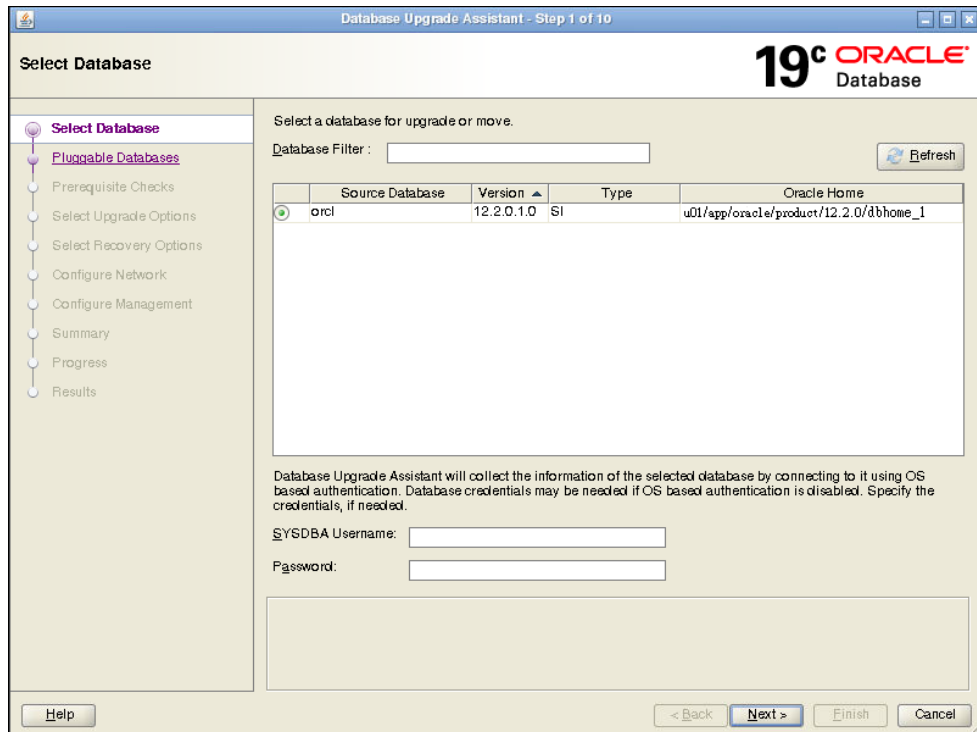 Database Upgrade Assistant - Step 1 of 10
Select Database
19c ORACLE
Database
Select Database
Pluggable Databases
Prerequisite Checks
Select Upgrade Options
Select Recovery Options
Configure Network
Configure Management
Summary
Progress
Results
Select a database for upgrade or move.
Database Filter :
Refresh
Source Database Version Type Oracle Home
orcl 12.2.0.1.0 SI u01/app/oracle/product/12.2.0/dbhome_1
Database Upgrade Assistant will collect the information of the selected database by connecting to it using OS
based authentication. Database credentials may be needed if OS based authentication is disabled. Specify the
credentials, if needed.
SYSDBA Username:
Password:
Help < Back Next > Finish Cancel